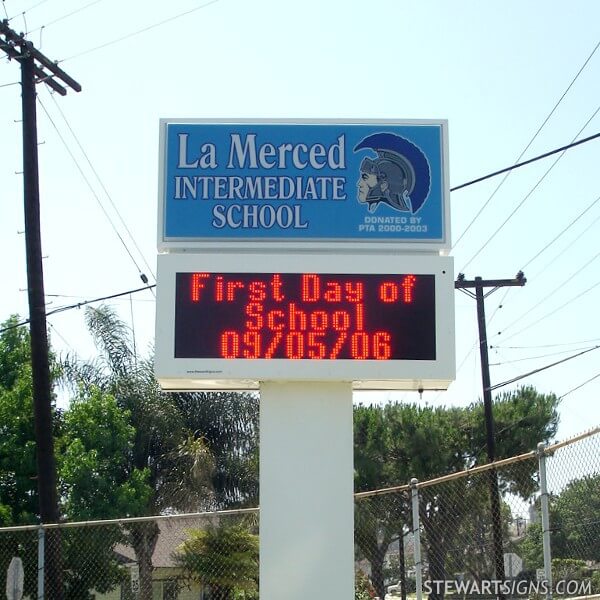 La Merced
INTERMEDIATE
SCHOOL
DONATED BY
PTA 2000-2003
First Day of
School
09/05/06
STEWARTSIGNS.COM